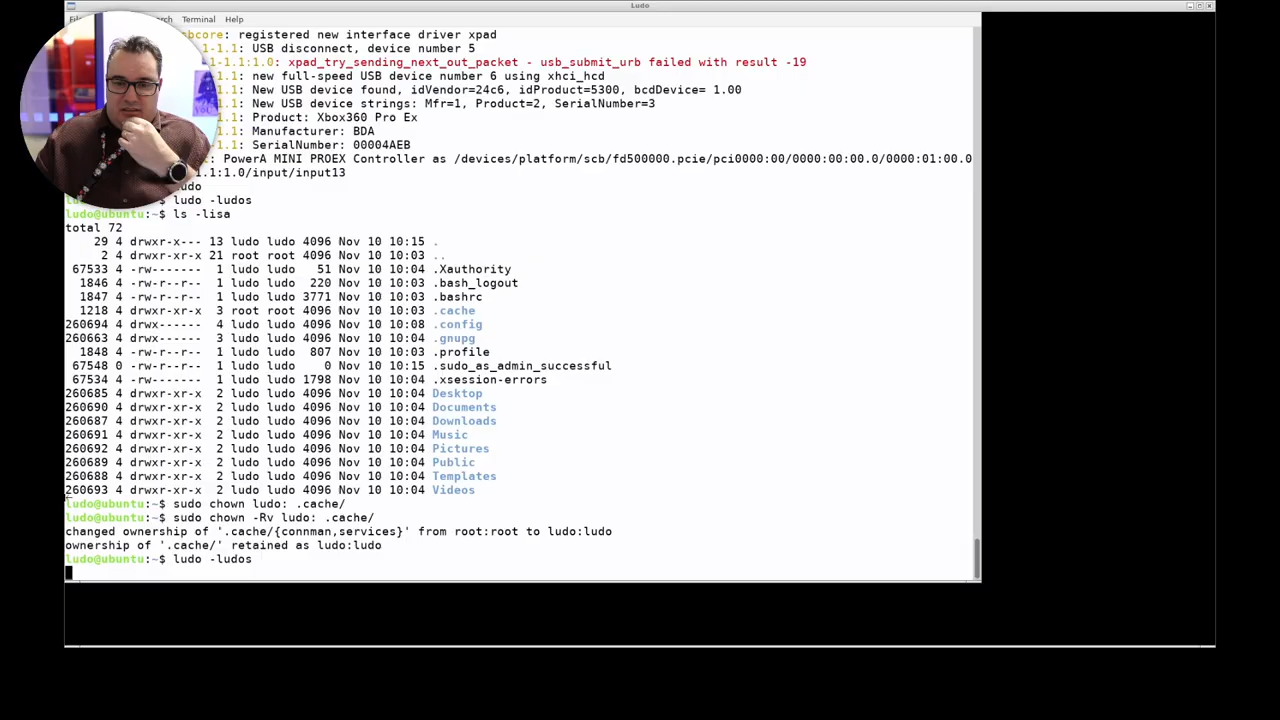 Ludo
Terminal Help
sbcore: registered new interface driver xpad
1-1.1: USB disconnect, device number 5
1-1.1:1.0: xpad_try_sending_next_out_packet - usb_submit_urb failed with result -19
1-1.1: new full-speed USB device number 6 using xhci_hcd
1-1.1: New USB device found, idVendor=24c6, idProduct=5300, bcdDevice= 1.00
1.1: New USB device strings: Mfr=1, Product=2, SerialNumber=3
1.1: Product: Xbox360 Pro Ex
1.1: Manufacturer: BDA
1.1: SerialNumber: 00004AEB
: PowerA MINI PROEX Controller as /devices/platform/scb/fd500000.pcie/pci0000:00/0000:00:00.0/0000:01:00.0
1.1:1.0/input/input13
ludo
ludo -ludos
ludo@ubuntu:~$ ls -lisa
total 72
29 4 drwxr-x--- 13 ludo ludo 4096 Nov 10 10:15 .
2 4 drwxr-xr-x 21 root root 4096 Nov 10 10:03 ..
67533 4 -rw------- 1 ludo ludo 51 Nov 10 10:04 .Xauthority
1846 4 -rw-r--r-- 1 ludo ludo 220 Nov 10 10:03 .bash_logout
1847 4 -rw-r--r-- 1 ludo ludo 3771 Nov 10 10:03 .bashrc
1218 4 drwxr-xr-x 3 root root 4096 Nov 10 10:03 .cache
260694 4 drwx------ 4 ludo ludo 4096 Nov 10 10:08 .config
260663 4 drwx------ 3 ludo ludo 4096 Nov 10 10:04 .gnupg
1848 4 -rw-r--r-- 1 ludo ludo 807 Nov 10 10:03 .profile
67548 0 -rw-r--r-- 1 ludo ludo 0 Nov 10 10:15 .sudo_as_admin_successful
67534 4 -rw------- 1 ludo ludo 1798 Nov 10 10:04 .xsession-errors
260685 4 drwxr-xr-x 2 ludo ludo 4096 Nov 10 10:04 Desktop
260690 4 drwxr-xr-x 2 ludo ludo 4096 Nov 10 10:04 Documents
260687 4 drwxr-xr-x 2 ludo ludo 4096 Nov 10 10:04 Downloads
260691 4 drwxr-xr-x 2 ludo ludo 4096 Nov 10 10:04 Music
260692 4 drwxr-xr-x 2 ludo ludo 4096 Nov 10 10:04 Pictures
260689 4 drwxr-xr-x 2 ludo ludo 4096 Nov 10 10:04 Public
260688 4 drwxr-xr-x 2 ludo ludo 4096 Nov 10 10:04 Templates
260693 4 drwxr-xr-x 2 ludo ludo 4096 Nov 10 10:04 Videos
ludo@ubuntu:~$ sudo chown ludo: .cache/
ludo@ubuntu:~$ sudo chown -Rv ludo: .cache/
changed ownership of '.cache/{connman,services}' from root:root to ludo:ludo
ownership of '.cache/' retained as ludo:ludo
ludo@ubuntu:~$ ludo -ludos